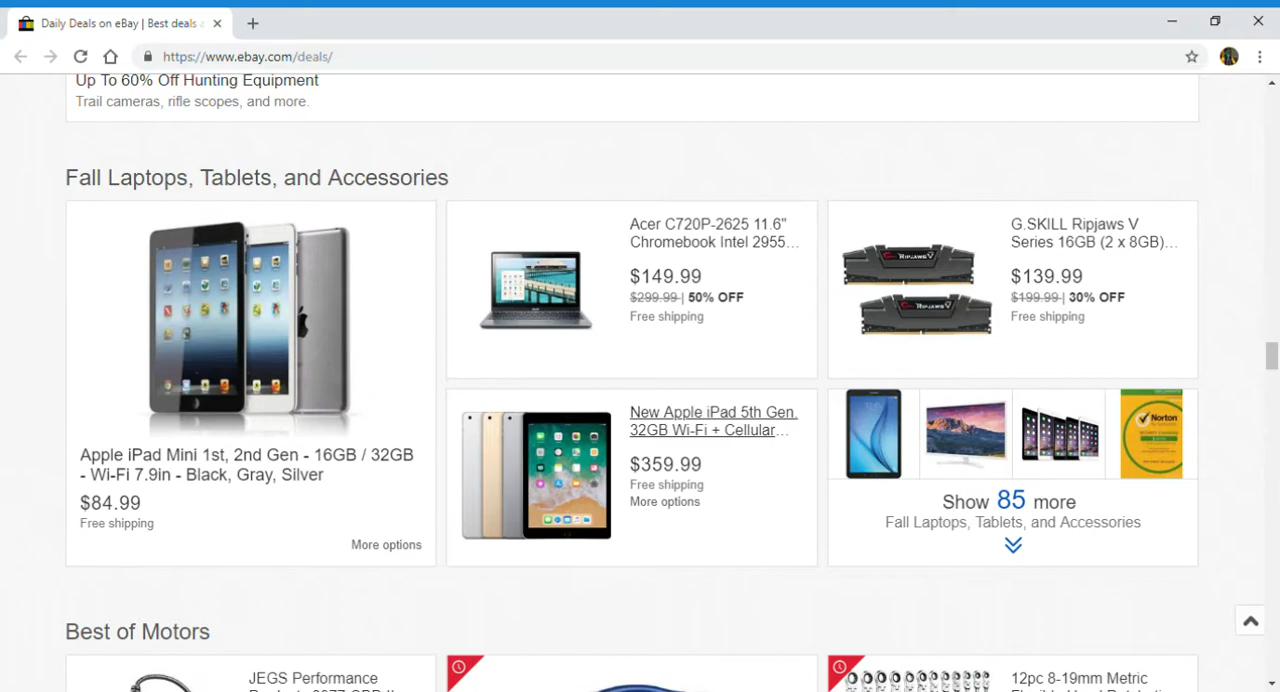 Daily Deals on eBay | Best deals
https://www.ebay.com/deals/
Up To 60% Off Hunting Equipment
Trail cameras, rifle scopes, and more.
Fall Laptops, Tablets, and Accessories
Apple iPad Mini 1st, 2nd Gen - 16GB / 32GB
- Wi-Fi 7.9in - Black, Gray, Silver
$84.99
Free shipping
More options
Acer C720P-2625 11.6"
Chromebook Intel 2955...
$149.99
$299.99 | 50% OFF
Free shipping
RIPJAWS V
RIPJAWS V
G.SKILL Ripjaws V
Series 16GB (2 x 8GB)...
$139.99
$199.99 | 30% OFF
Free shipping
New Apple iPad 5th Gen
32GB Wi-Fi + Cellular...
$359.99
Free shipping
More options
Norton
Show 85 more
Fall Laptops, Tablets, and Accessories
Best of Motors
JEGS Performance
12pc 8-19mm Metric